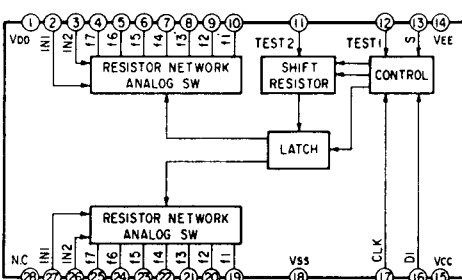 1 2 3 4 5 6 7 8 9 10 11 12 13 14
VDD IN1 IN2 f7 f6 f5 f4 f3 f2 f1 TEST2 TEST1 S VEE
RESISTOR NETWORK
ANALOG SW
SHIFT
RESISTOR
CONTROL
LATCH
RESISTOR NETWORK
ANALOG SW
N.C IN1 IN2 f7 f6 f5 f4 f3 f2 f1 VSS CLK DI VCC
28 27 26 25 24 23 22 21 20 19 18 17 16 15